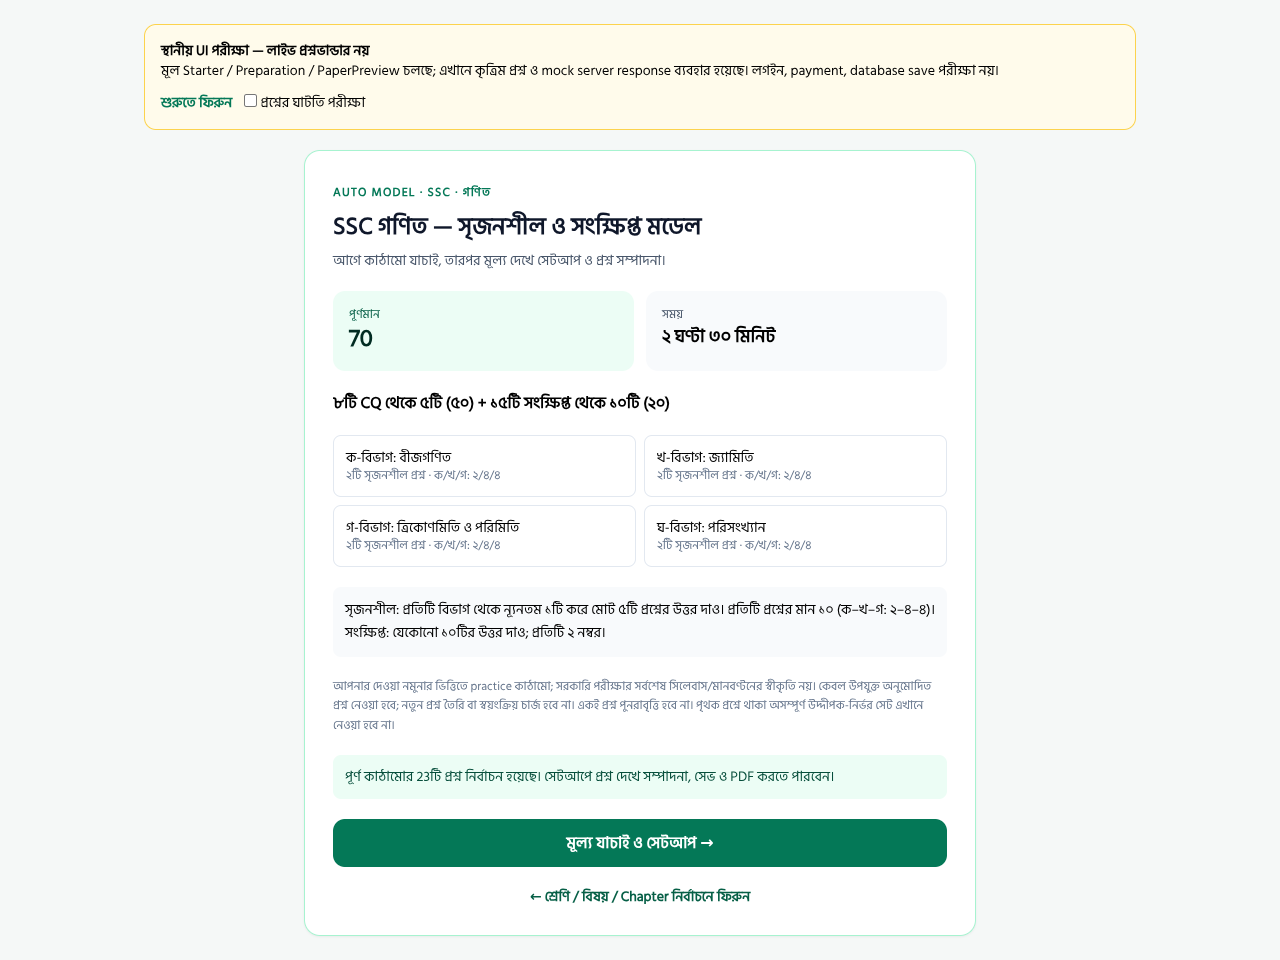 স্থানীয় UI পরীক্ষা — লাইভ প্রশ্নভান্ডার নয়
মূল Starter / Preparation / PaperPreview চলছে; এখানে কৃত্রিম প্রশ্ন ও mock server response ব্যবহার হয়েছে। লগইন, payment, database save পরীক্ষা নয়।
শুরুতে ফিরুন প্রশ্নের ঘাটতি পরীক্ষা
AUTO MODEL · SSC · গণিত
SSC গণিত — সৃজনশীল ও সংক্ষিপ্ত মডেল
আগে কাঠামো যাচাই, তারপর মূল্য দেখে সেটআপ ও প্রশ্ন সম্পাদনা।
পূর্ণমান
70
সময়
২ ঘণ্টা ৩০ মিনিট
৮টি CQ থেকে ৫টি (৫০) + ১৫টি সংক্ষিপ্ত থেকে ১০টি (২০)
ক-বিভাগ: বীজগণিত
২টি সৃজনশীল প্রশ্ন · ক/খ/গ: ২/৪/৪
খ-বিভাগ: জ্যামিতি
২টি সৃজনশীল প্রশ্ন · ক/খ/গ: ২/৪/৪
গ-বিভাগ: ত্রিকোণমিতি ও পরিমিতি
২টি সৃজনশীল প্রশ্ন · ক/খ/গ: ২/৪/৪
ঘ-বিভাগ: পরিসংখ্যান
২টি সৃজনশীল প্রশ্ন · ক/খ/গ: ২/৪/৪
সৃজনশীল: প্রতিটি বিভাগ থেকে ন্যূনতম ১টি করে মোট ৫টি প্রশ্নের উত্তর দাও। প্রতিটি প্রশ্নের মান ১০ (ক–খ–গ: ২–৪–৪)।
সংক্ষিপ্ত: যেকোনো ১০টির উত্তর দাও; প্রতিটি ২ নম্বর।
আপনার দেওয়া নমুনার ভিত্তিতে practice কাঠামো; সরকারি পরীক্ষার সর্বশেষ সিলেবাস/মানবণ্টনের স্বীকৃতি নয়। কেবল উপযুক্ত অনুমোদিত
প্রশ্ন নেওয়া হবে; নতুন প্রশ্ন তৈরি বা স্বয়ংক্রিয় চার্জ হবে না। একই প্রশ্ন পুনরাবৃত্তি হবে না। পৃথক প্রশ্নে থাকা অসম্পূর্ণ উদ্দীপক-নির্ভর সেট এখানে
নেওয়া হবে না।
পূর্ণ কাঠামোর 23টি প্রশ্ন নির্বাচন হয়েছে। সেটআপে প্রশ্ন দেখে সম্পাদনা, সেভ ও PDF করতে পারবেন।
মূল্য যাচাই ও সেটআপ →
← শ্রেণি / বিষয় / Chapter নির্বাচনে ফিরুন